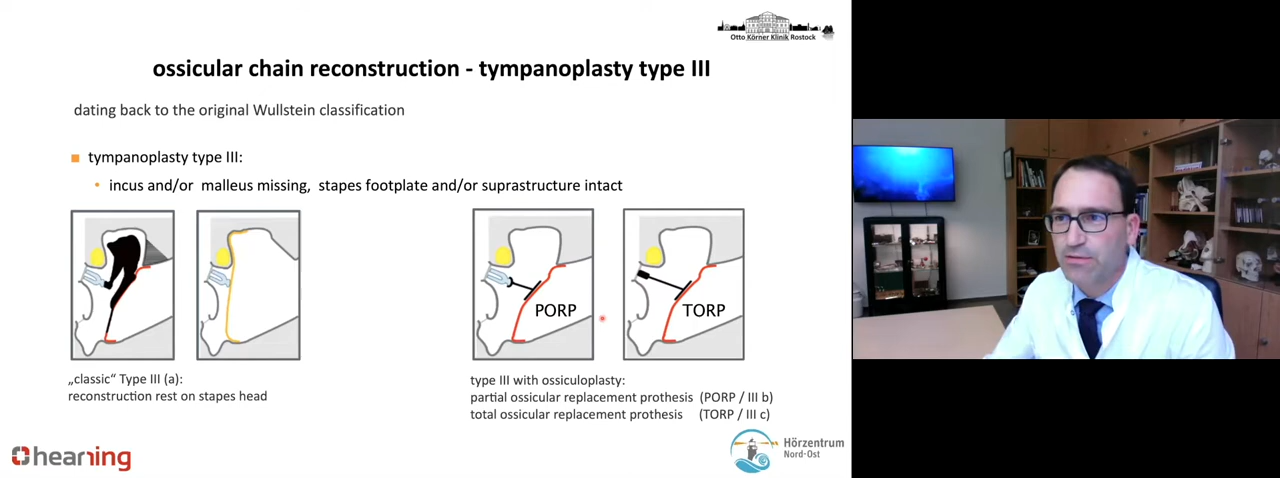 Otto Körner Klinik Rostock
ossicular chain reconstruction - tympanoplasty type III
dating back to the original Wullstein classification
tympanoplasty type III:
incus and/or malleus missing, stapes footplate and/or suprastructure intact
PORP
TORP
„classic“ Type III (a):
reconstruction rest on stapes head
type III with ossiculoplasty:
partial ossicular replacement prothesis (PORP / III b)
total ossicular replacement prothesis (TORP / III c)
hearring
Hörzentrum
Nord-Ost